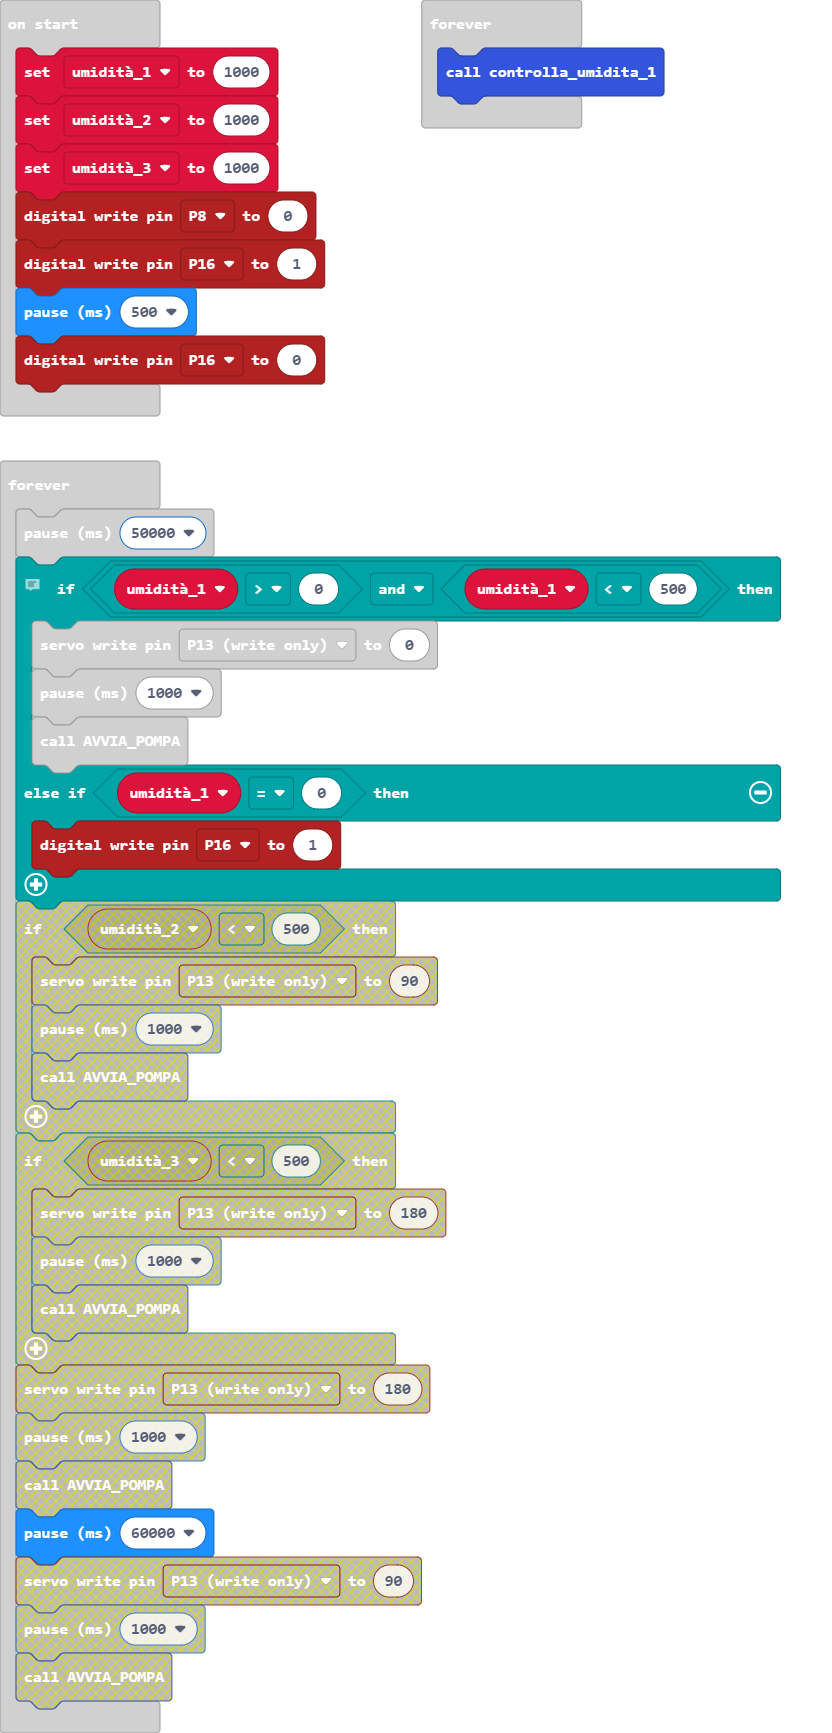 on start
set umidità_1 to 1000
set umidità_2 to 1000
set umidità_3 to 1000
digital write pin P8 to 0
digital write pin P16 to 1
pause (ms) 500
digital write pin P16 to 0
forever
call controlla_umidita_1
forever
pause (ms) 50000
if umidità_1 > 0 and umidità_1 < 500 then
servo write pin P13 (write only) to 0
pause (ms) 1000
call AVVIA_POMPA
else if umidità_1 = 0 then
digital write pin P16 to 1
if umidità_2 < 500 then
servo write pin P13 (write only) to 90
pause (ms) 1000
call AVVIA_POMPA
if umidità_3 < 500 then
servo write pin P13 (write only) to 180
pause (ms) 1000
call AVVIA_POMPA
servo write pin P13 (write only) to 180
pause (ms) 1000
call AVVIA_POMPA
pause (ms) 60000
servo write pin P13 (write only) to 90
pause (ms) 1000
call AVVIA_POMPA